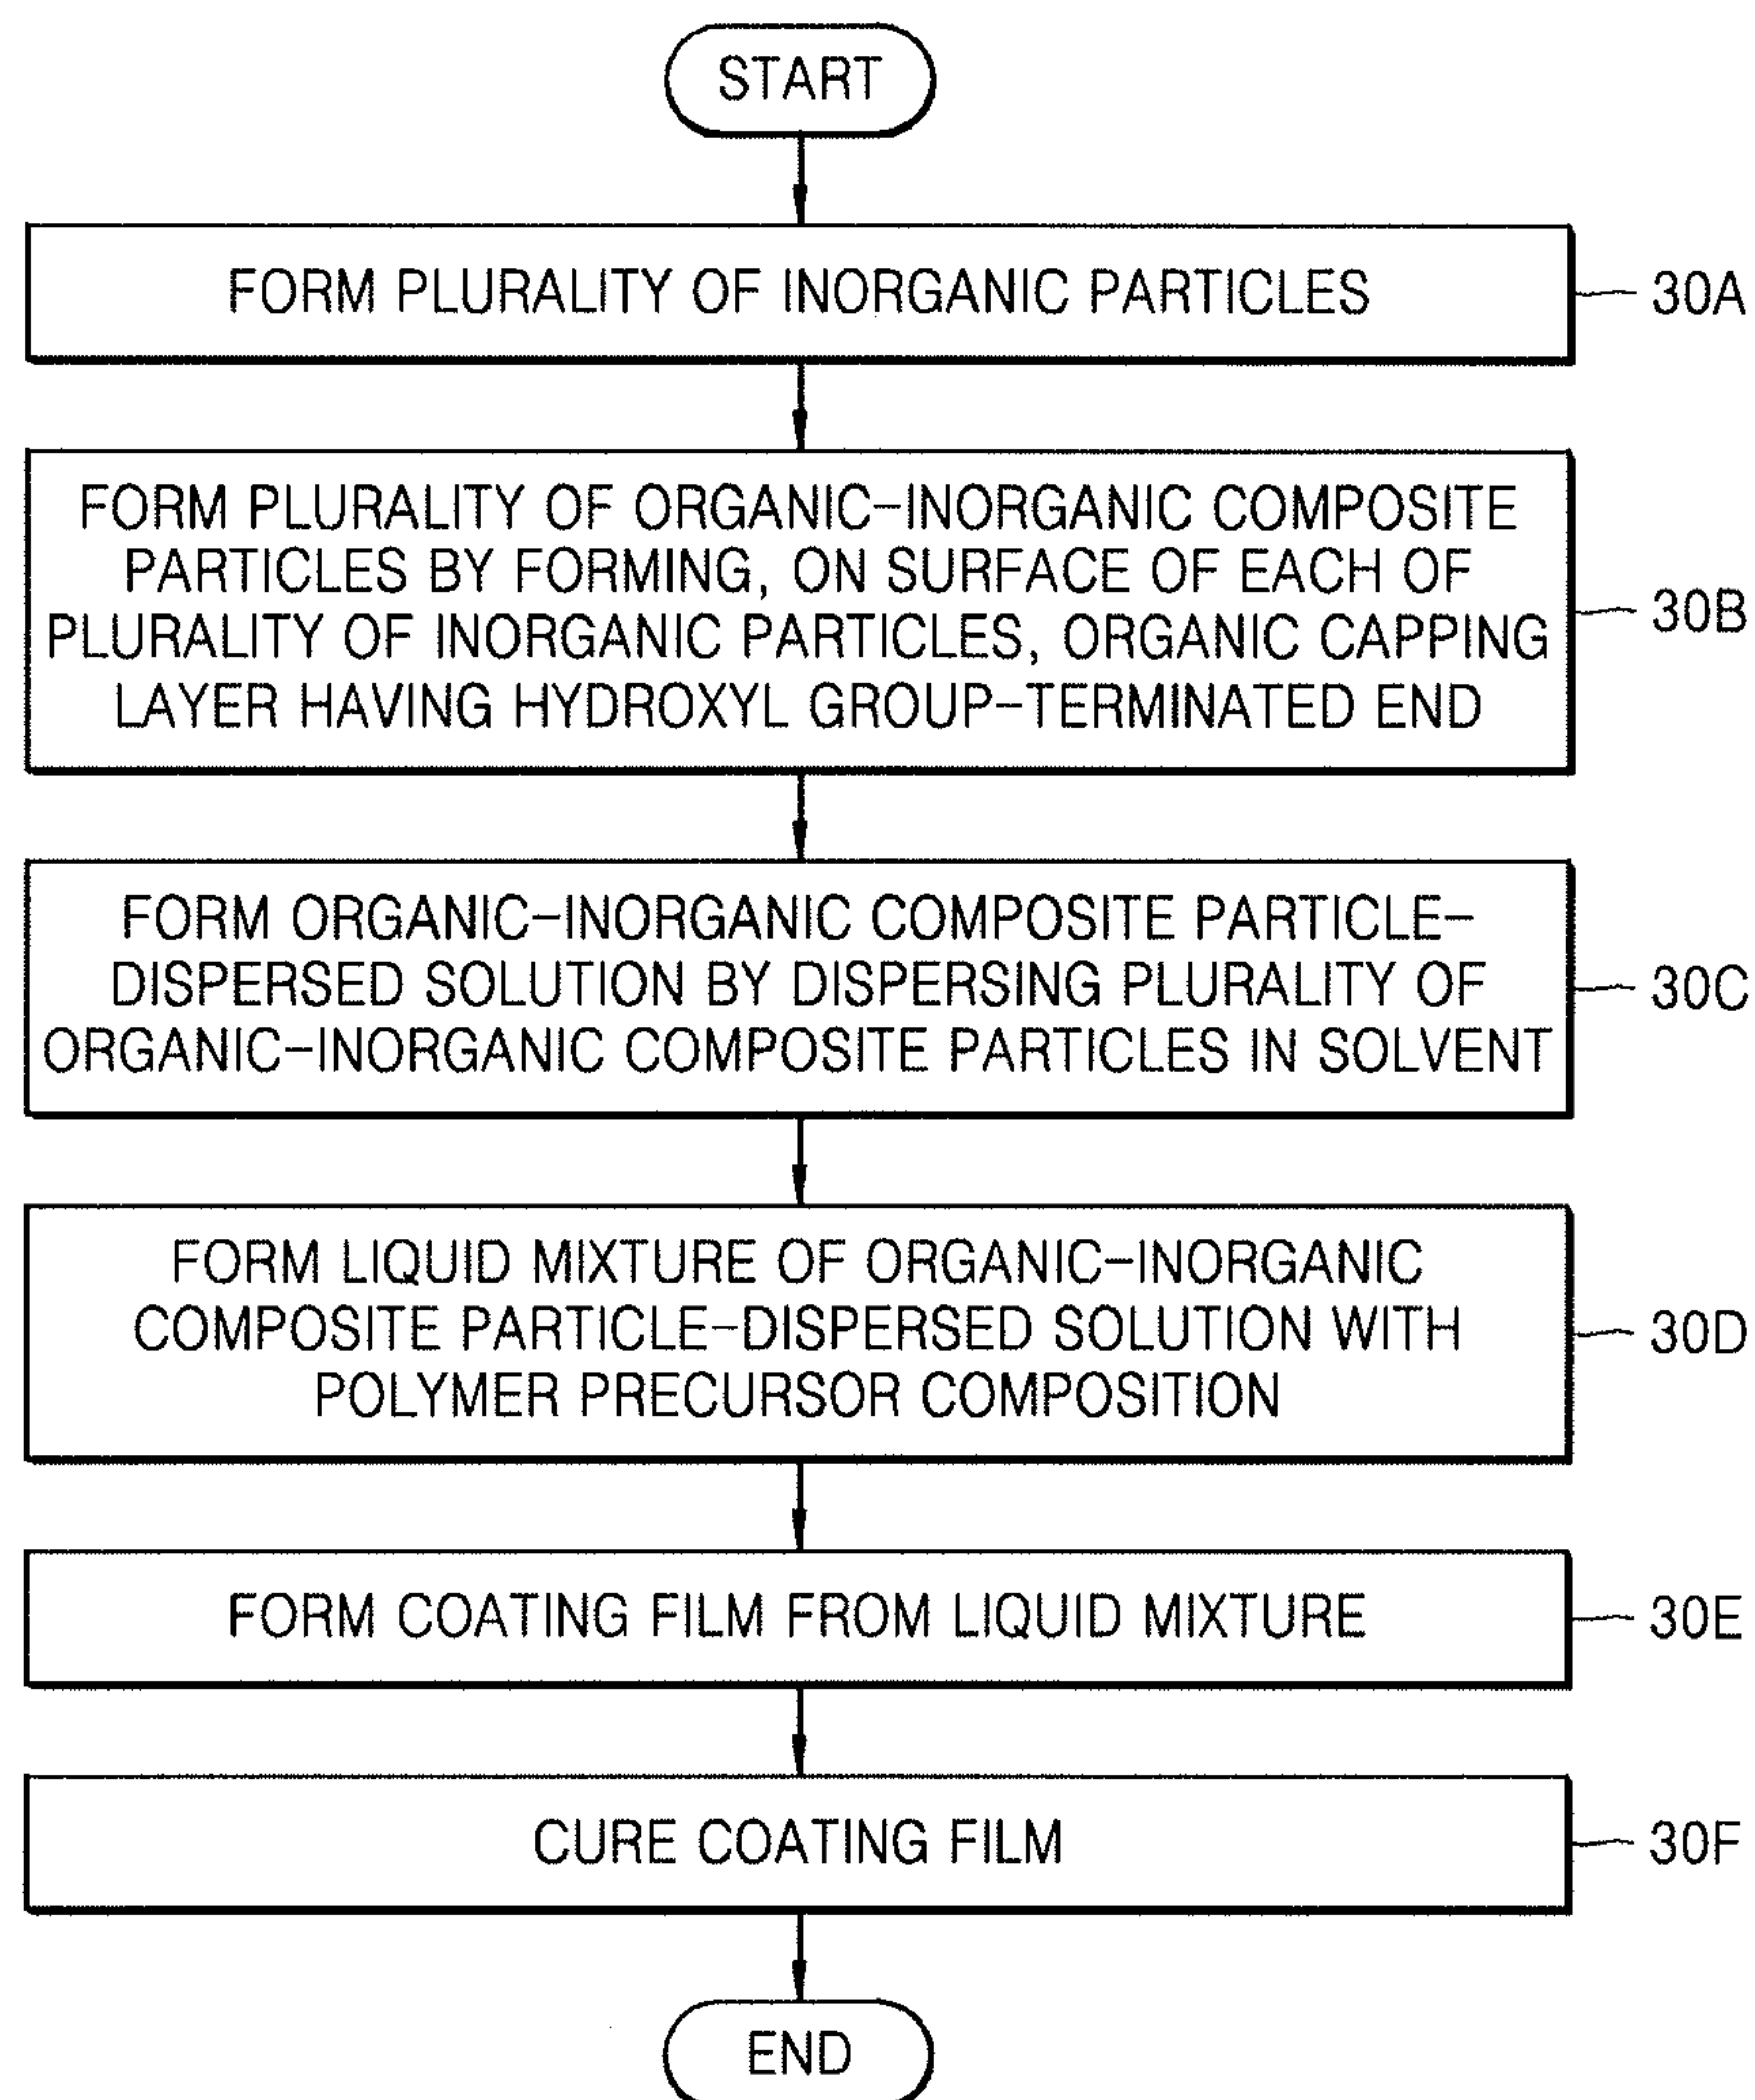 START
FORM PLURALITY OF INORGANIC PARTICLES
30A
FORM PLURALITY OF ORGANIC–INORGANIC COMPOSITE
PARTICLES BY FORMING, ON SURFACE OF EACH OF
PLURALITY OF INORGANIC PARTICLES, ORGANIC CAPPING
LAYER HAVING HYDROXYL GROUP–TERMINATED END
30B
FORM ORGANIC–INORGANIC COMPOSITE PARTICLE–
DISPERSED SOLUTION BY DISPERSING PLURALITY OF
ORGANIC–INORGANIC COMPOSITE PARTICLES IN SOLVENT
30C
FORM LIQUID MIXTURE OF ORGANIC–INORGANIC
COMPOSITE PARTICLE–DISPERSED SOLUTION WITH
POLYMER PRECURSOR COMPOSITION
30D
FORM COATING FILM FROM LIQUID MIXTURE
30E
CURE COATING FILM
30F
END